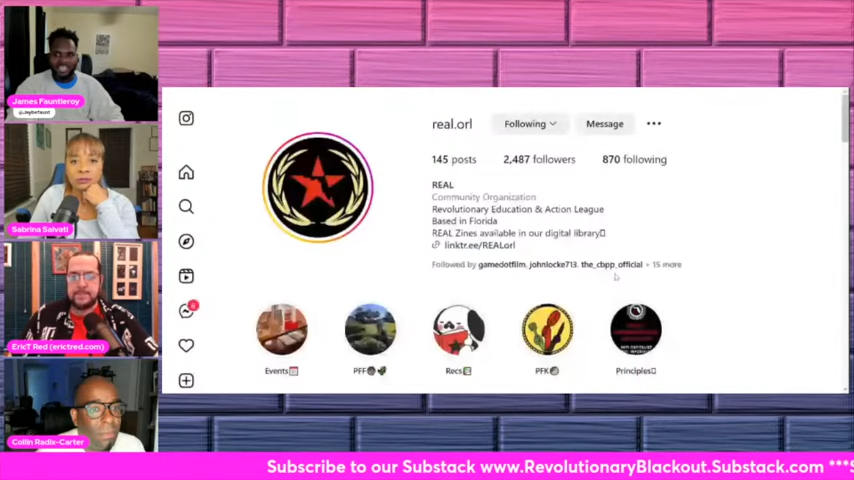 James Fauntleroy
Sabrina Salvati
EricT Red (erictred.com)
Collin Radix-Carter
real.orl
Following
Message
145 posts
2,487 followers
870 following
REAL
Community Organization
Revolutionary Education & Action League
Based in Florida
REAL Zines available in our digital library
linktr.ee/REALorl
Followed by gamedotfilm, johnlocke713, the_cbpp_official + 15 more
Events
PFF
Recs
PFK
Principles
Subscribe to our Substack www.RevolutionaryBlackout.Substack.com ***S